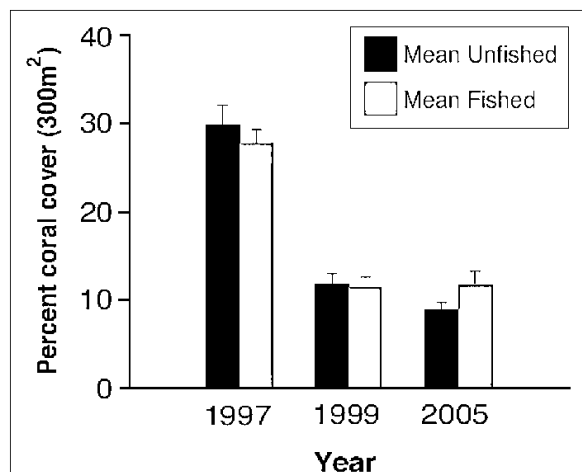 40
30
20
10
0
Percent coral cover (300m²)
Mean Unfished
Mean Fished
1997 1999 2005
Year